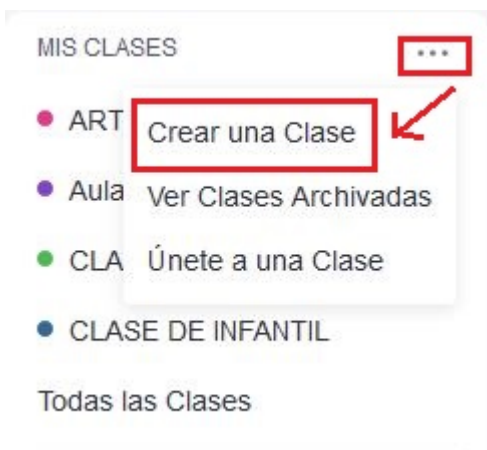 MIS CLASES ...
ART
Crear una Clase
Aula
Ver Clases Archivadas
CLA
Únete a una Clase
CLASE DE INFANTIL
Todas las Clases